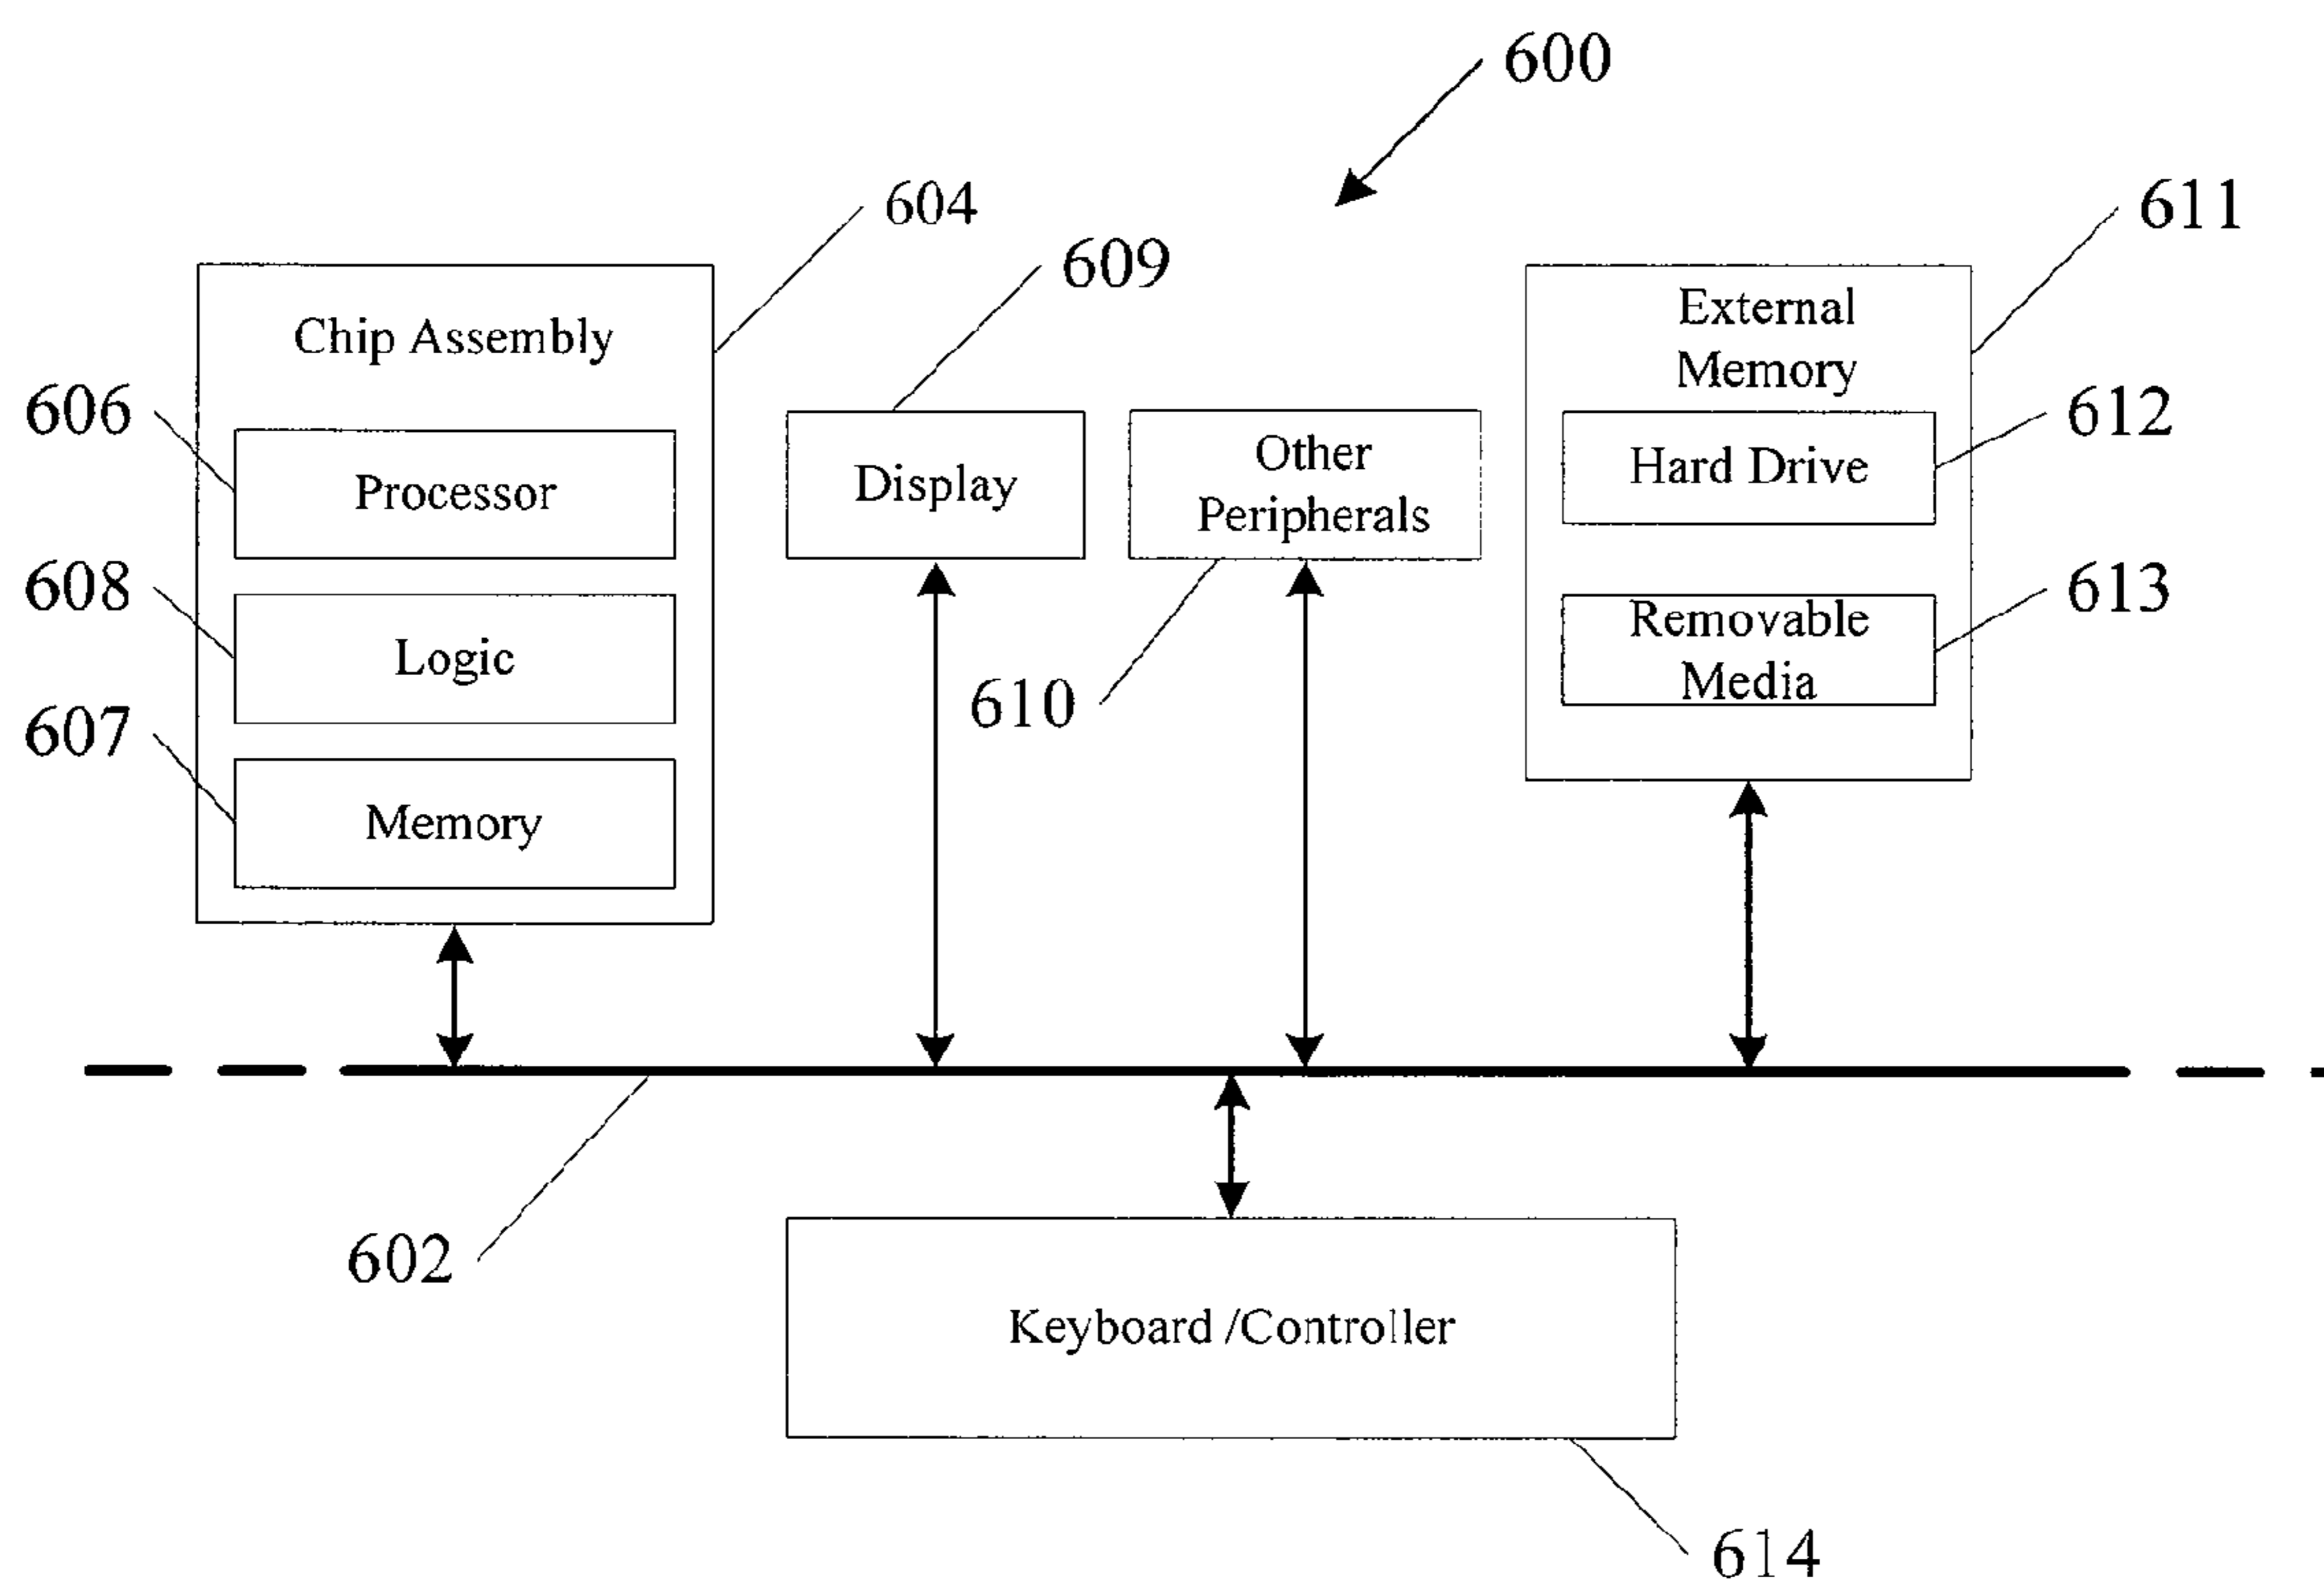 600
604
609
611
Chip Assembly
External
Memory
606
612
Processor
Display
Other
Peripherals
Hard Drive
608
613
Logic
Removable
Media
610
607
Memory
602
Keyboard /Controller
614